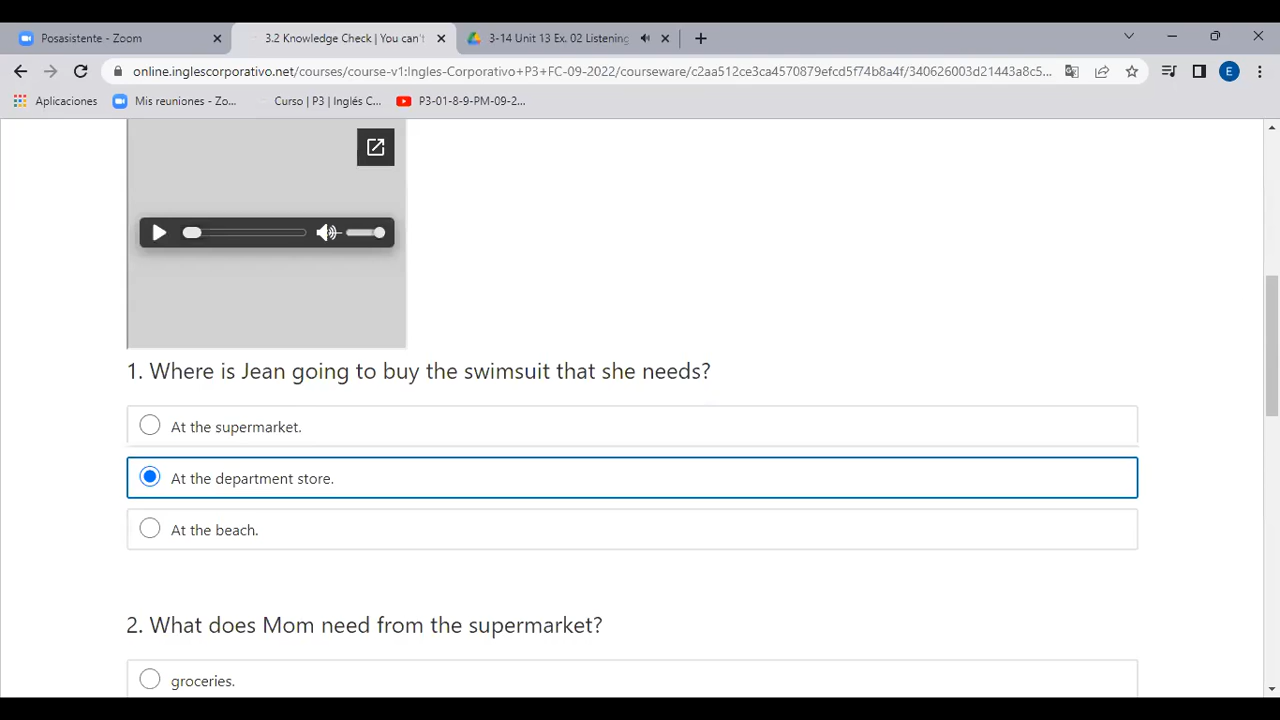 Posasistente - Zoom
3.2 Knowledge Check | You can't
3-14 Unit 13 Ex. 02 Listening
online.inglescorporativo.net/courses/course-v1:Ingles-Corporativo+P3+FC-09-2022/courseware/c2aa512ce3ca4570879efcd5f74b8a4f/340626003d21443a8c5...
E
Aplicaciones
Mis reuniones - Zo...
Curso | P3 | Inglés C...
P3-01-8-9-PM-09-2...
1. Where is Jean going to buy the swimsuit that she needs?
At the supermarket.
At the department store.
At the beach.
2. What does Mom need from the supermarket?
groceries.